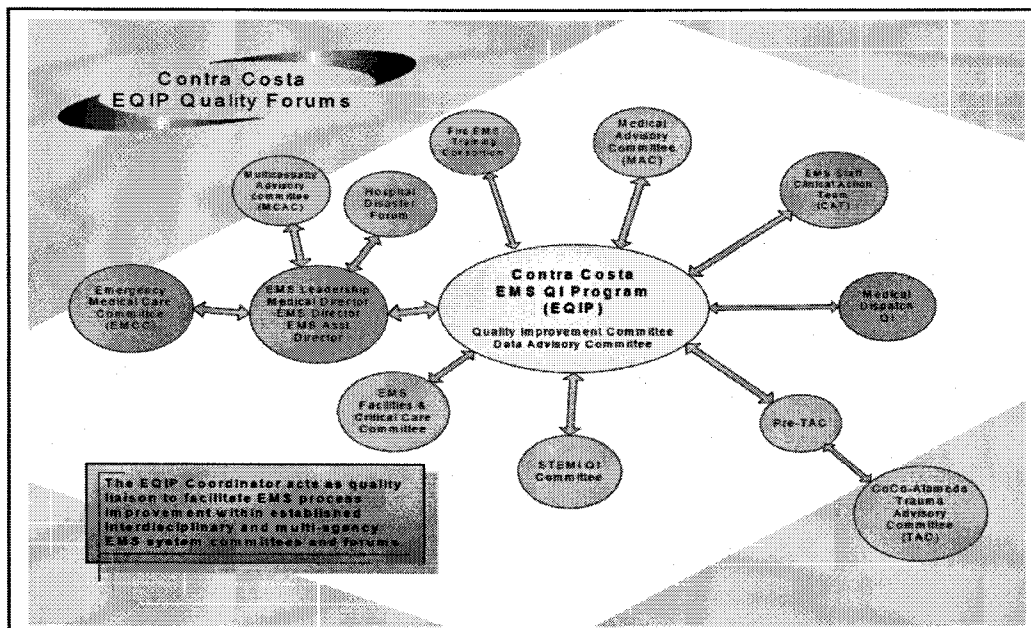 Contra Costa
EQIP Quality Forums
Fire EMS
Training
Consortium
Medical
Advisory
Committee
(MAC)
Multicasualty
Advisory
Committee
(MCAC)
Hospital
Disaster
Forum
EMS Staff
Clinical Action
Team
(CAT)
Emergency
Medical Care
Committee
(EMCC)
EMS Leadership
Medical Director
EMS Director
EMS Asst
Director
Contra Costa
EMS QI Program
(EQIP)
Quality Improvement Committee
Data Advisory Committee
Medical
Dispatch
QI
EMS
Facilities &
Critical Care
Committee
STEMI QI
Committee
Pre-TAC
CoCo-Alameda
Trauma
Advisory
Committee
(TAC)
The EQIP Coordinator acts as quality
liaison to facilitate EMS process
improvement within established
interdisciplinary and multi-agency
EMS system committees and forums.